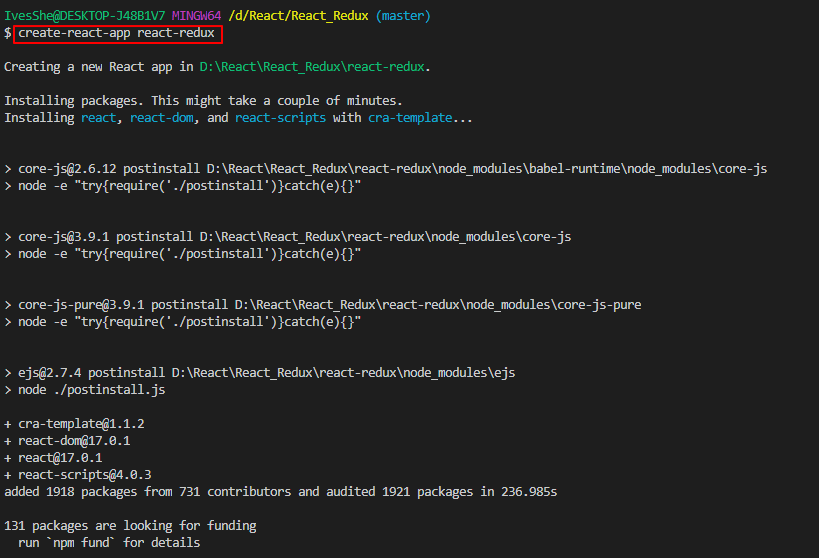 IvesShe@DESKTOP-J48B1V7 MINGW64 /d/React/React_Redux (master)
$ create-react-app react-redux
Creating a new React app in D:\React\React_Redux\react-redux.
Installing packages. This might take a couple of minutes.
Installing react, react-dom, and react-scripts with cra-template...
> core-js@2.6.12 postinstall D:\React\React_Redux\react-redux\node_modules\babel-runtime\node_modules\core-js
> node -e "try{require('./postinstall')}catch(e){}"
> core-js@3.9.1 postinstall D:\React\React_Redux\react-redux\node_modules\core-js
> node -e "try{require('./postinstall')}catch(e){}"
> core-js-pure@3.9.1 postinstall D:\React\React_Redux\react-redux\node_modules\core-js-pure
> node -e "try{require('./postinstall')}catch(e){}"
> ejs@2.7.4 postinstall D:\React\React_Redux\react-redux\node_modules\ejs
> node ./postinstall.js
+ cra-template@1.1.2
+ react-dom@17.0.1
+ react@17.0.1
+ react-scripts@4.0.3
added 1918 packages from 731 contributors and audited 1921 packages in 236.985s
131 packages are looking for funding
run `npm fund` for details